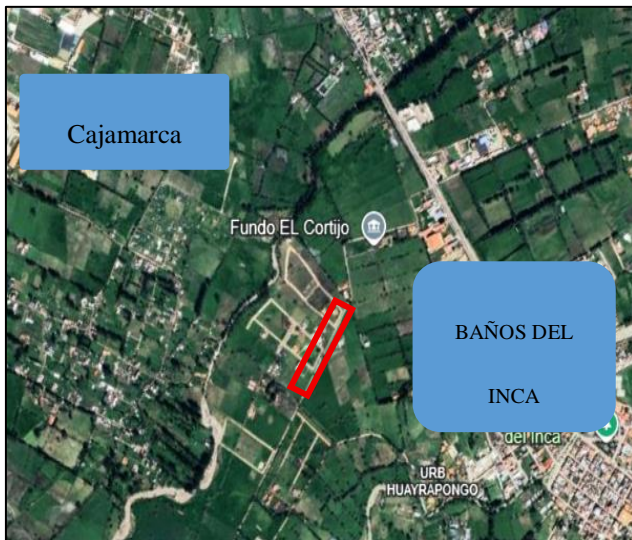 Cajamarca
Fundo EL Cortijo
BAÑOS DEL
INCA
del Inca
URB
HUAYRAPONGO